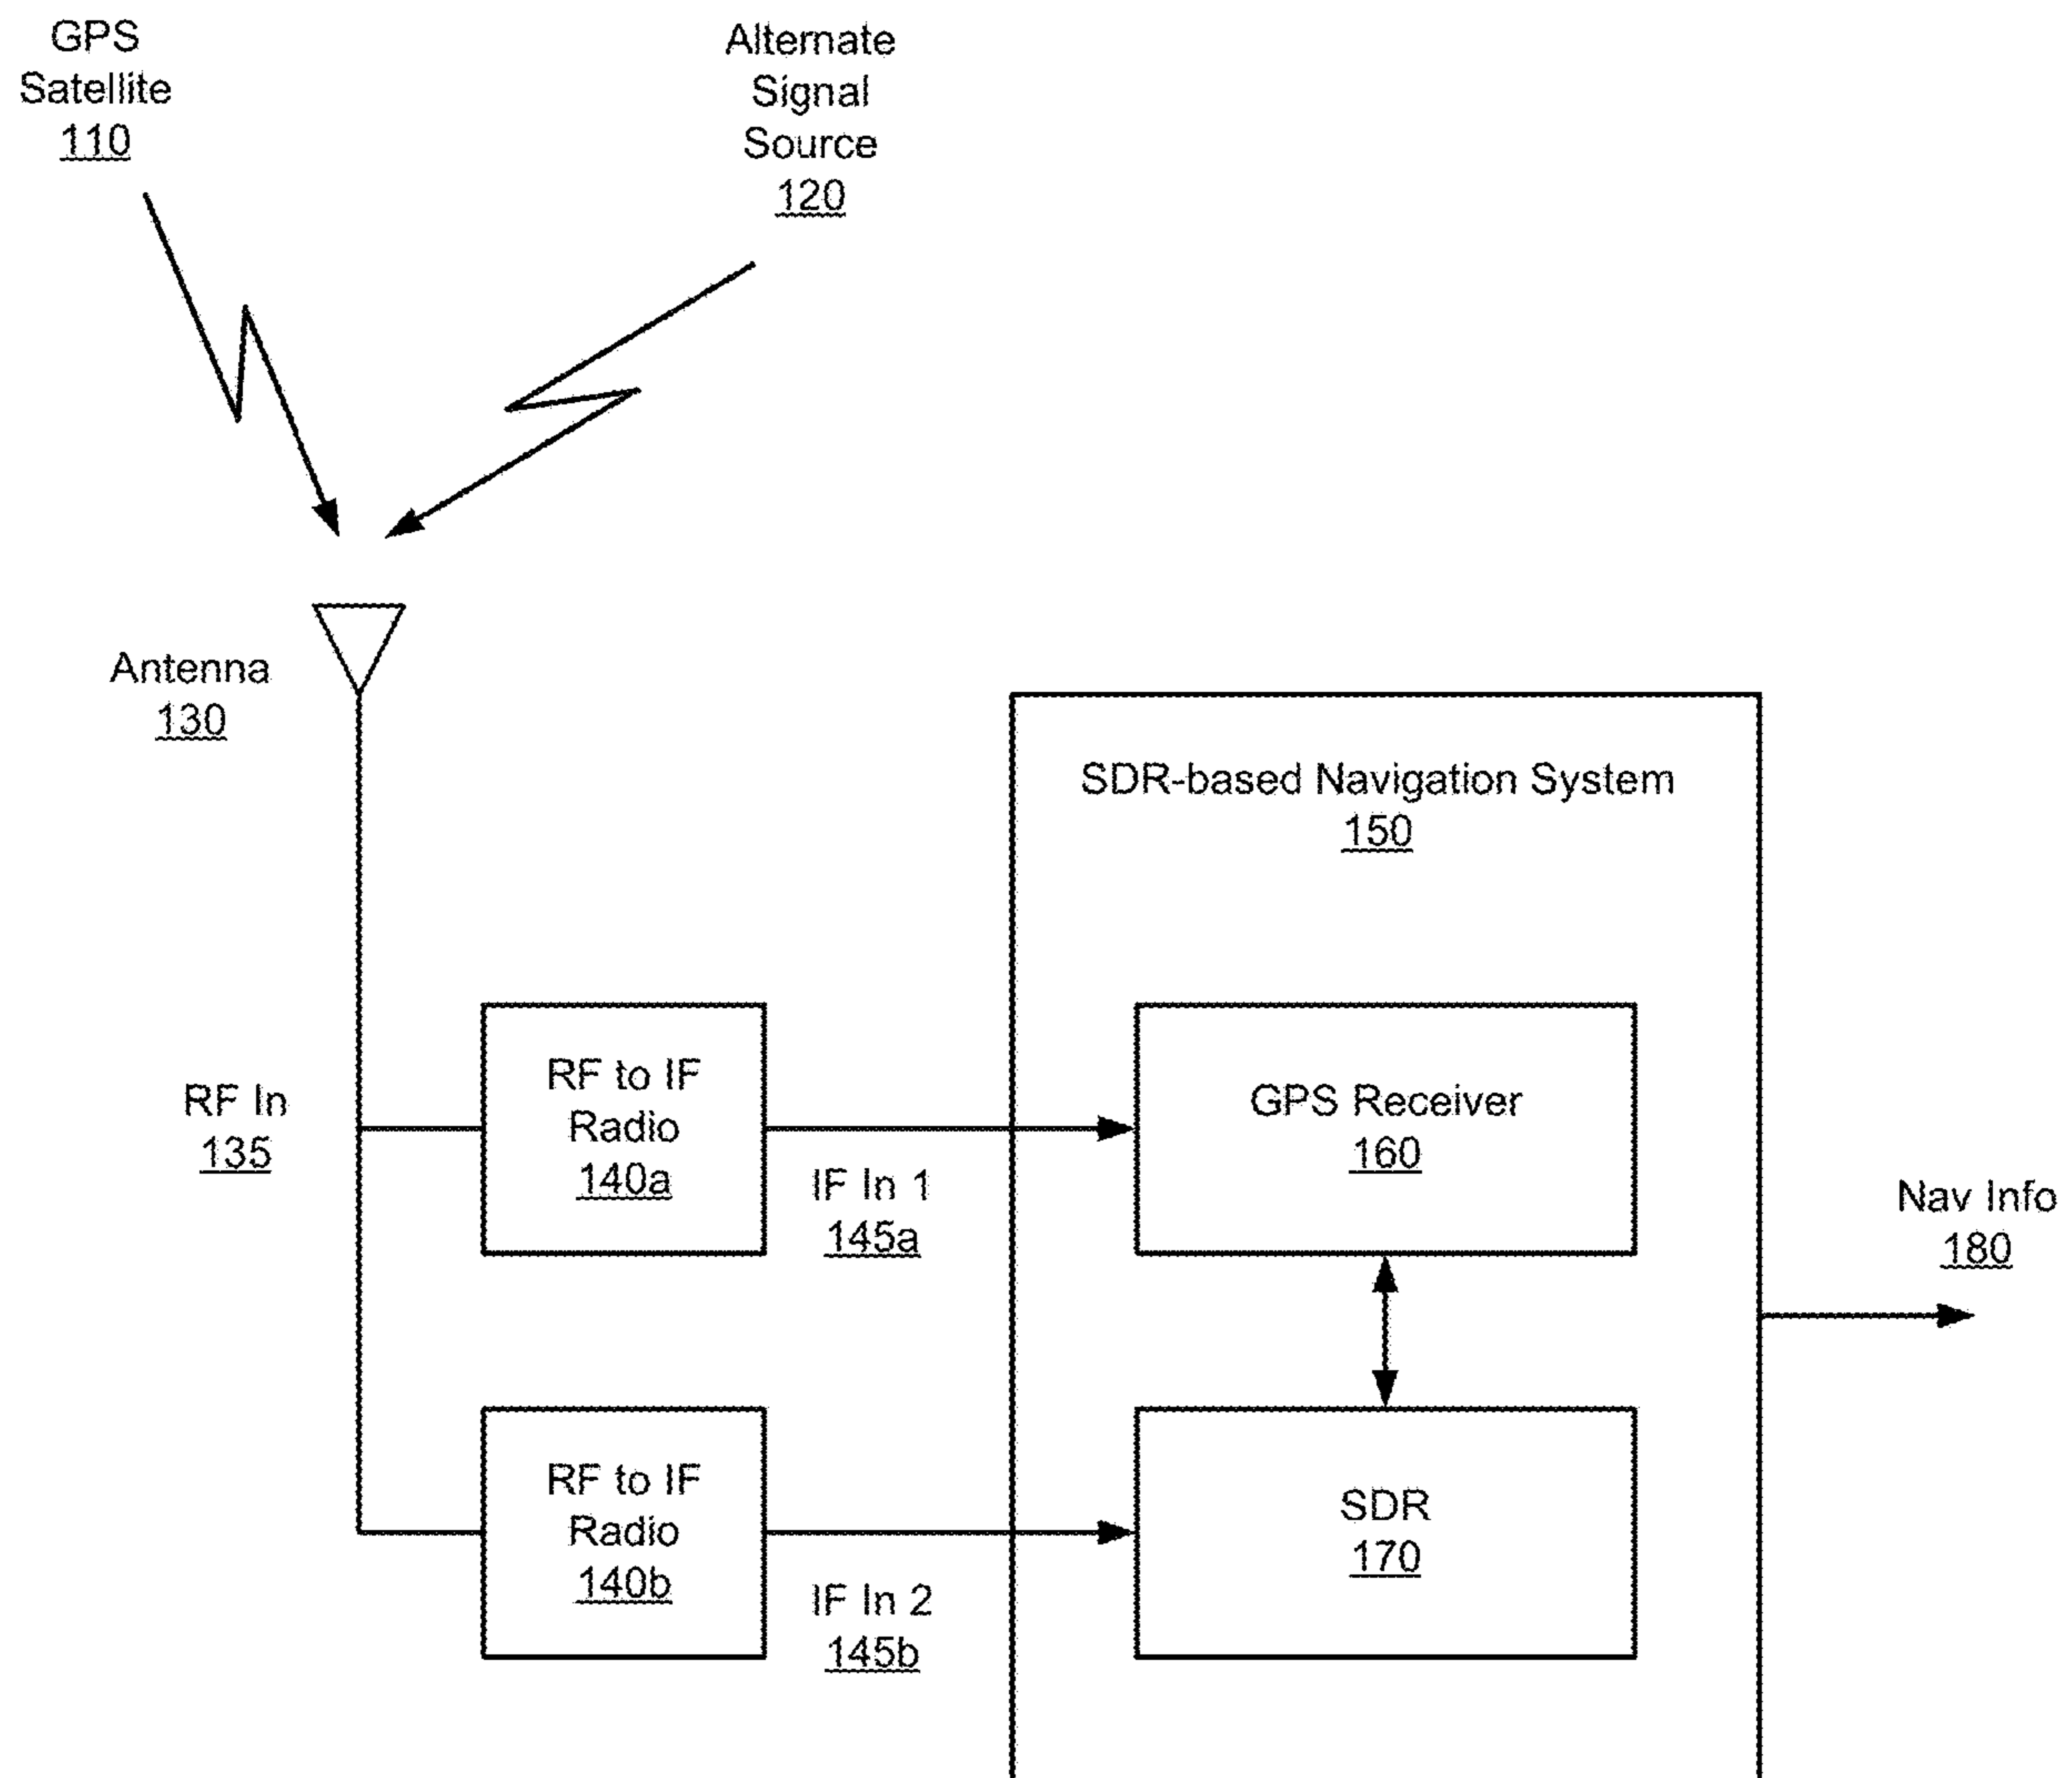 GPS
Satellite
110
Alternate
Signal
Source
120
Antenna
130
SDR-based Navigation System
150
RF In
135
RF to IF
Radio
140a
IF In 1
145a
GPS Receiver
160
Nav Info
180
RF to IF
Radio
140b
IF In 2
145b
SDR
170